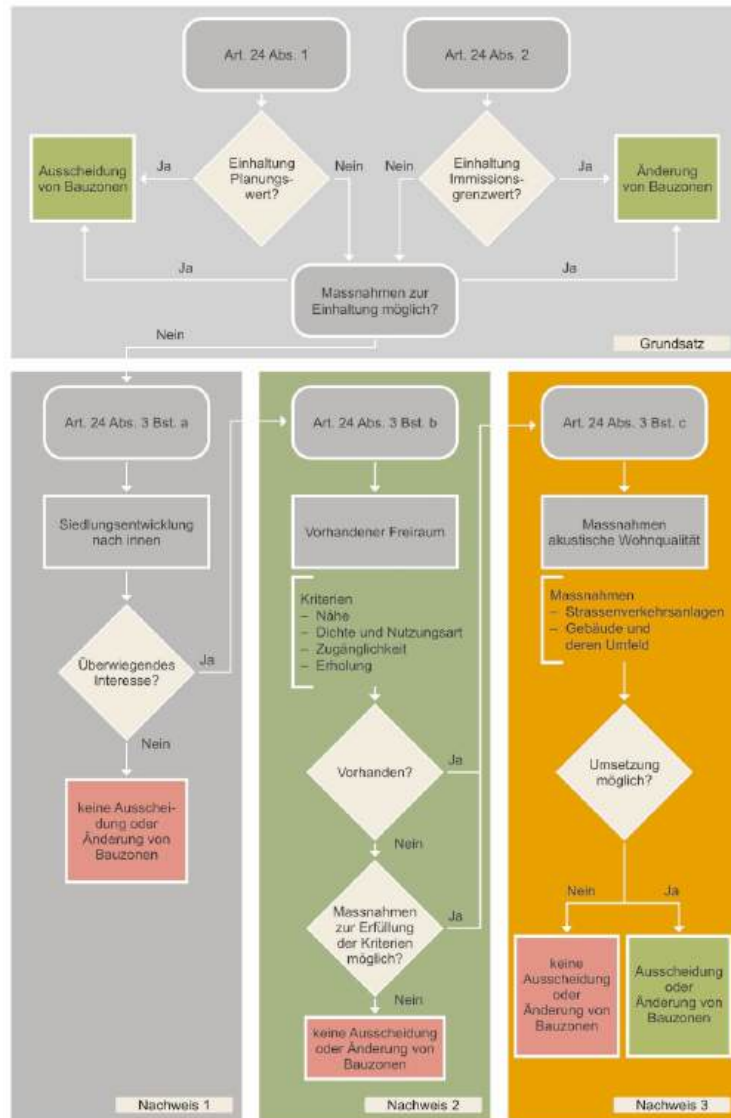 Art. 24 Abs. 1
Art. 24 Abs. 2
Ausscheidung
von Bauzonen
Ja
Einhaltung
Planungs-
wert?
Nein
Nein
Einhaltung
Immissions-
grenzwert?
Ja
Änderung
von Bauzonen
Ja
Ja
Massnahmen zur
Einhaltung möglich?
Nein
Grundsatz
Art. 24 Abs. 3 Bst. a
Siedlungsentwicklung
nach innen
Überwiegendes
Interesse?
Ja
Nein
keine Ausschei-
dung oder
Änderung von
Bauzonen
Nachweis 1
Art. 24 Abs. 3 Bst. b
Vorhandener Freiraum
Kriterien
– Nähe
– Dichte und Nutzungsart
– Zugänglichkeit
– Erholung
Vorhanden?
Ja
Nein
Massnahmen
zur Erfüllung
der Kriterien
möglich?
Ja
Nein
keine Ausscheidung
oder Änderung von
Bauzonen
Nachweis 2
Art. 24 Abs. 3 Bst. c
Massnahmen
akustische Wohnqualität
Massnahmen
– Strassenverkehrsanlagen
– Gebäude und
deren Umfeld
Umsetzung
möglich?
Nein
Ja
keine
Ausscheidung
oder
Änderung von
Bauzonen
Ausscheidung
oder
Änderung von
Bauzonen
Nachweis 3